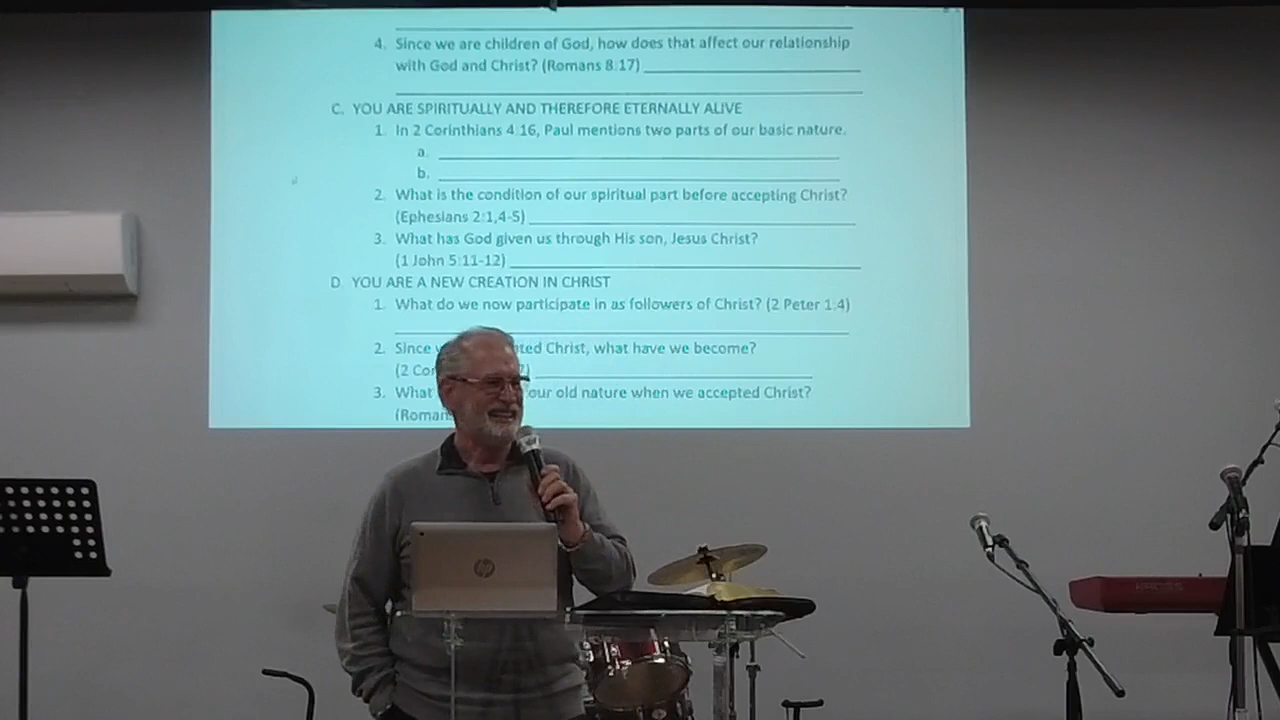 4. Since we are children of God, how does that affect our relationship
with God and Christ? (Romans 8:17)
C. YOU ARE SPIRITUALLY AND THEREFORE ETERNALLY ALIVE
1. In 2 Corinthians 4:16, Paul mentions two parts of our basic nature.
a.
b.
2. What is the condition of our spiritual part before accepting Christ?
(Ephesians 2:1,4-5)
3. What has God given us through His son, Jesus Christ?
(1 John 5:11-12)
D. YOU ARE A NEW CREATION IN CHRIST
1. What do we now participate in as followers of Christ? (2 Peter 1:4)
2. Since Christ, what have we become?
(2
3. What our old nature when we accepted Christ?
hp